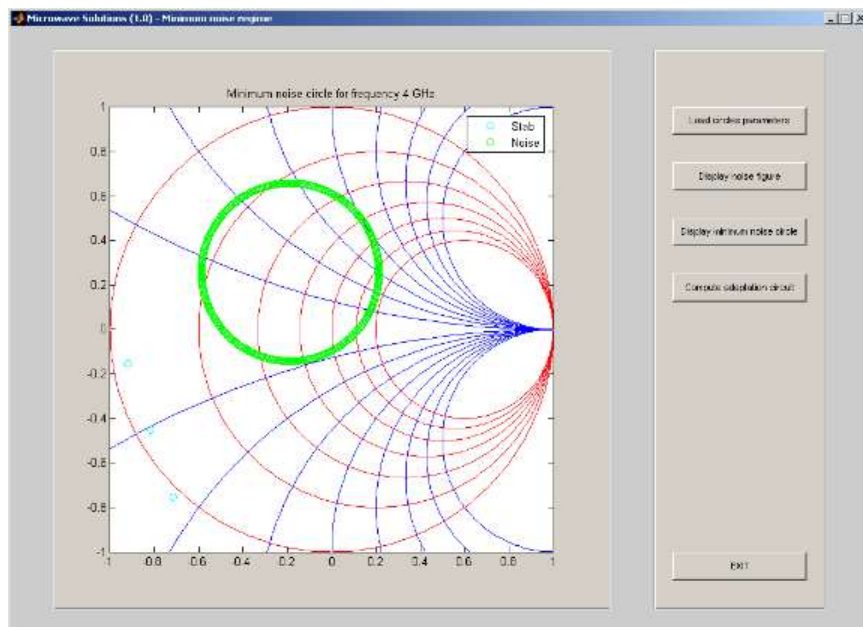 Microwave Solutions (1.0) - Minimum noise regime
Minimum noise circle for frequency 4 GHz
Stab
Noise
1
0.8
0.6
0.4
0.2
0
-0.2
-0.4
-0.6
-0.8
-1
-1 -0.8 -0.6 -0.4 -0.2 0 0.2 0.4 0.6 0.8 1
Load circles parameters
Display noise figure
Display minimum noise circle
Compute adaptation circuit
EXIT